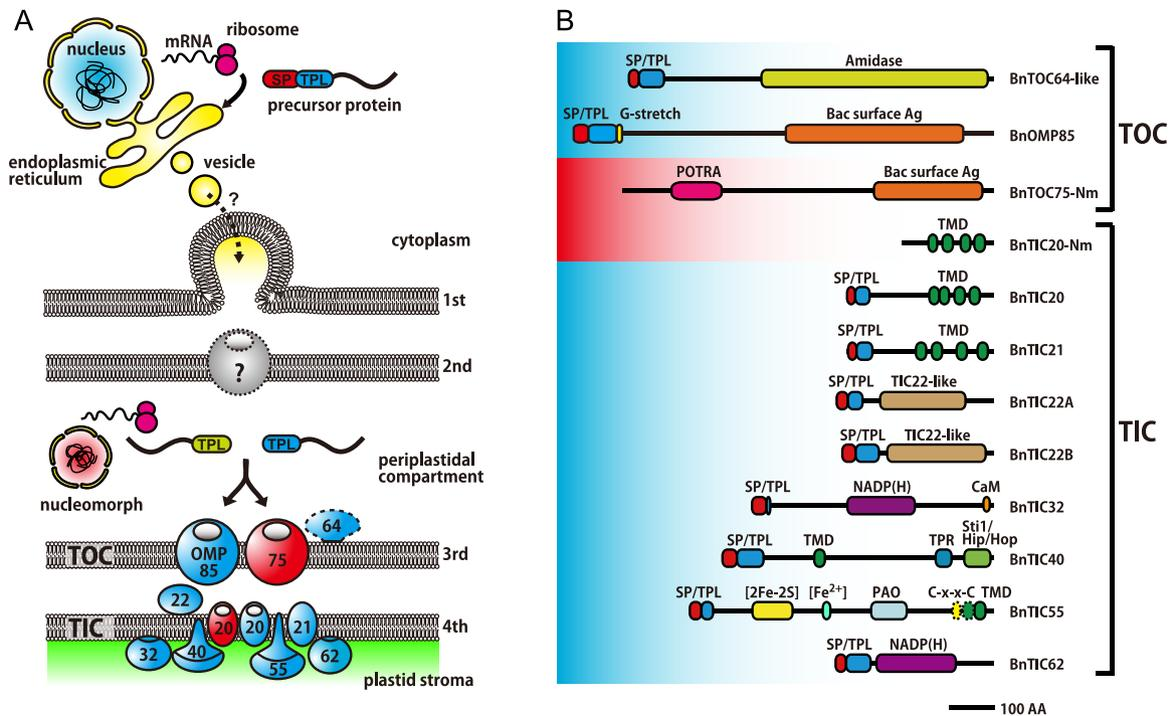 A
nucleus
mRNA
ribosome
SP TPL
precursor protein
endoplasmic
reticulum
vesicle
?
cytoplasm
1st
2nd
?
TPL
TPL
periplastidal
compartment
nucleomorph
64
TOC
OMP
85
75
3rd
22
TIC
20
20
21
4th
32
40
55
62
plastid stroma
B
SP/TPL
Amidase
BnTOC64-like
SP/TPL
G-stretch
Bac surface Ag
BnOMP85
TOC
POTRA
Bac surface Ag
BnTOC75-Nm
TMD
BnTIC20-Nm
SP/TPL
TMD
BnTIC20
SP/TPL
TMD
BnTIC21
SP/TPL
TIC22-like
BnTIC22A
TIC
SP/TPL
TIC22-like
BnTIC22B
SP/TPL
NADP(H)
CaM
BnTIC32
SP/TPL
TMD
TPR
Sti1/
Hip/Hop
BnTIC40
SP/TPL
[2Fe-2S]
[Fe²⁺]
PAO
C-x-x-C
TMD
BnTIC55
SP/TPL
NADP(H)
BnTIC62
100 AA